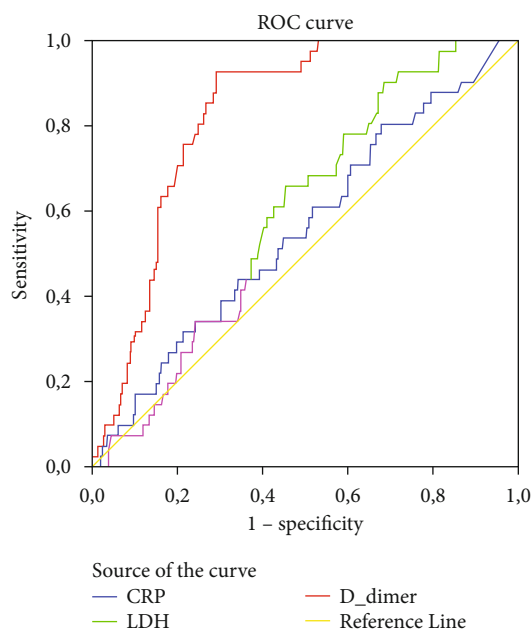 ROC curve
1,0
0,8
0,6
0,4
0,2
0,0
Sensitivity
0,0 0,2 0,4 0,6 0,8 1,0
1 – specificity
Source of the curve
CRP D_dimer
LDH Reference Line